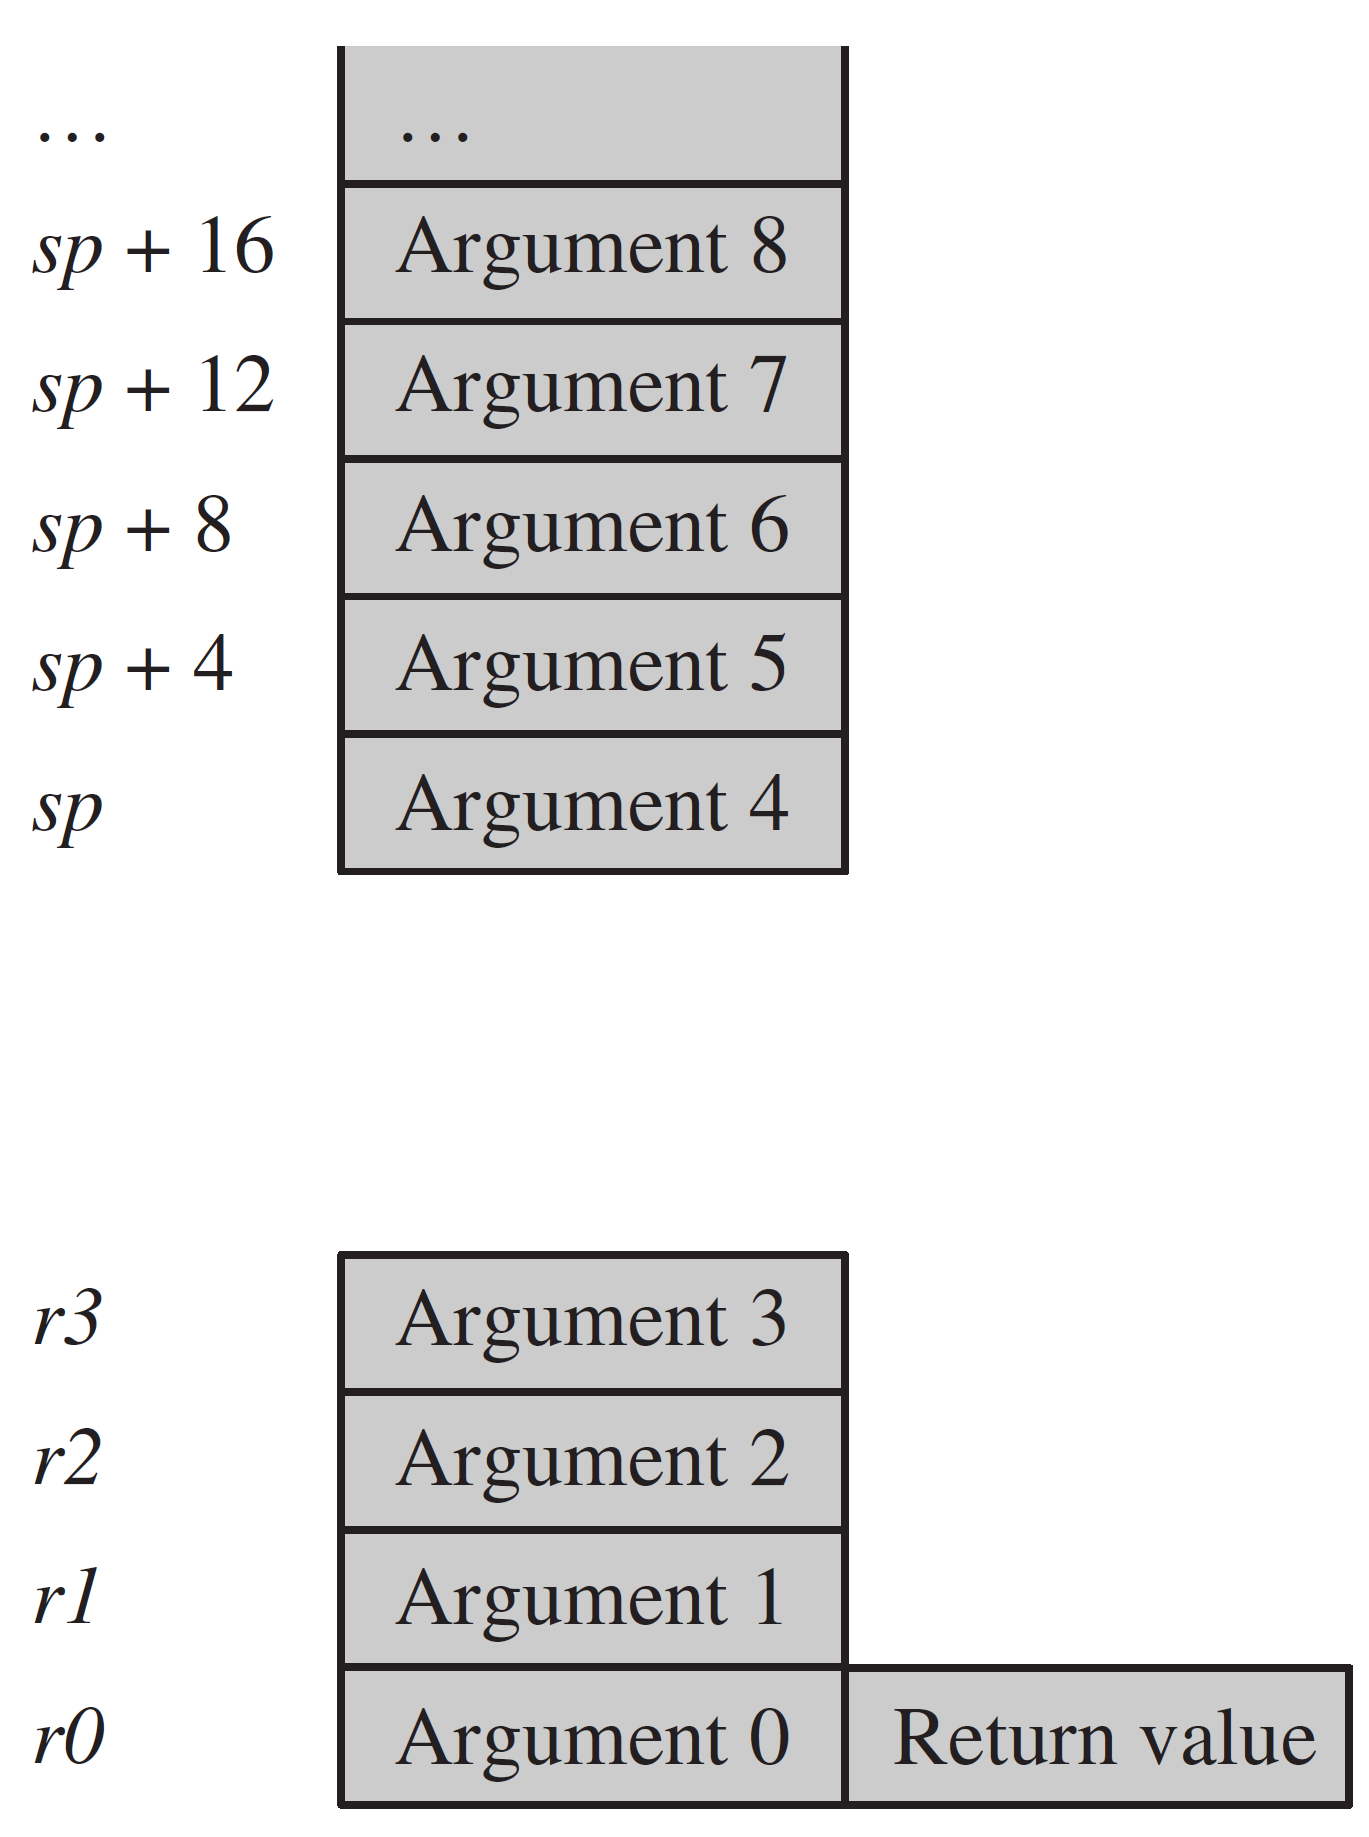 … …
sp + 16 Argument 8
sp + 12 Argument 7
sp + 8 Argument 6
sp + 4 Argument 5
sp Argument 4
r3 Argument 3
r2 Argument 2
r1 Argument 1
r0 Argument 0 Return value